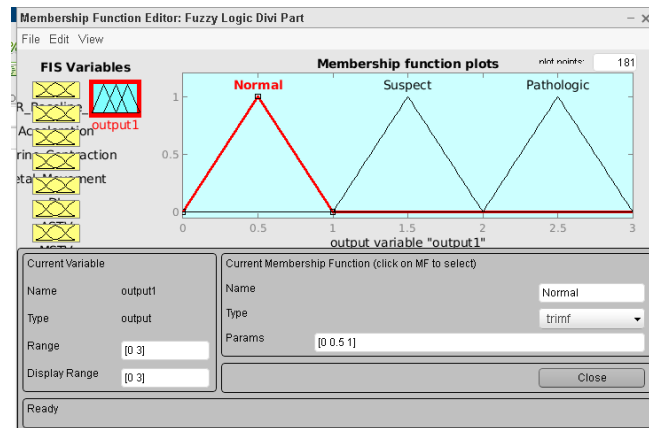 Membership Function Editor: Fuzzy Logic Divi Part
File Edit View
FIS Variables
Membership function plots
plot points: 181
output1
Normal Suspect Pathologic
1
0.5
0
0 0.5 1 1.5 2 2.5 3
output variable "output1"
Current Variable
Name output1
Type output
Range [0 3]
Display Range [0 3]
Current Membership Function (click on MF to select)
Name Normal
Type trimf
Params [0 0.5 1]
Close
Ready